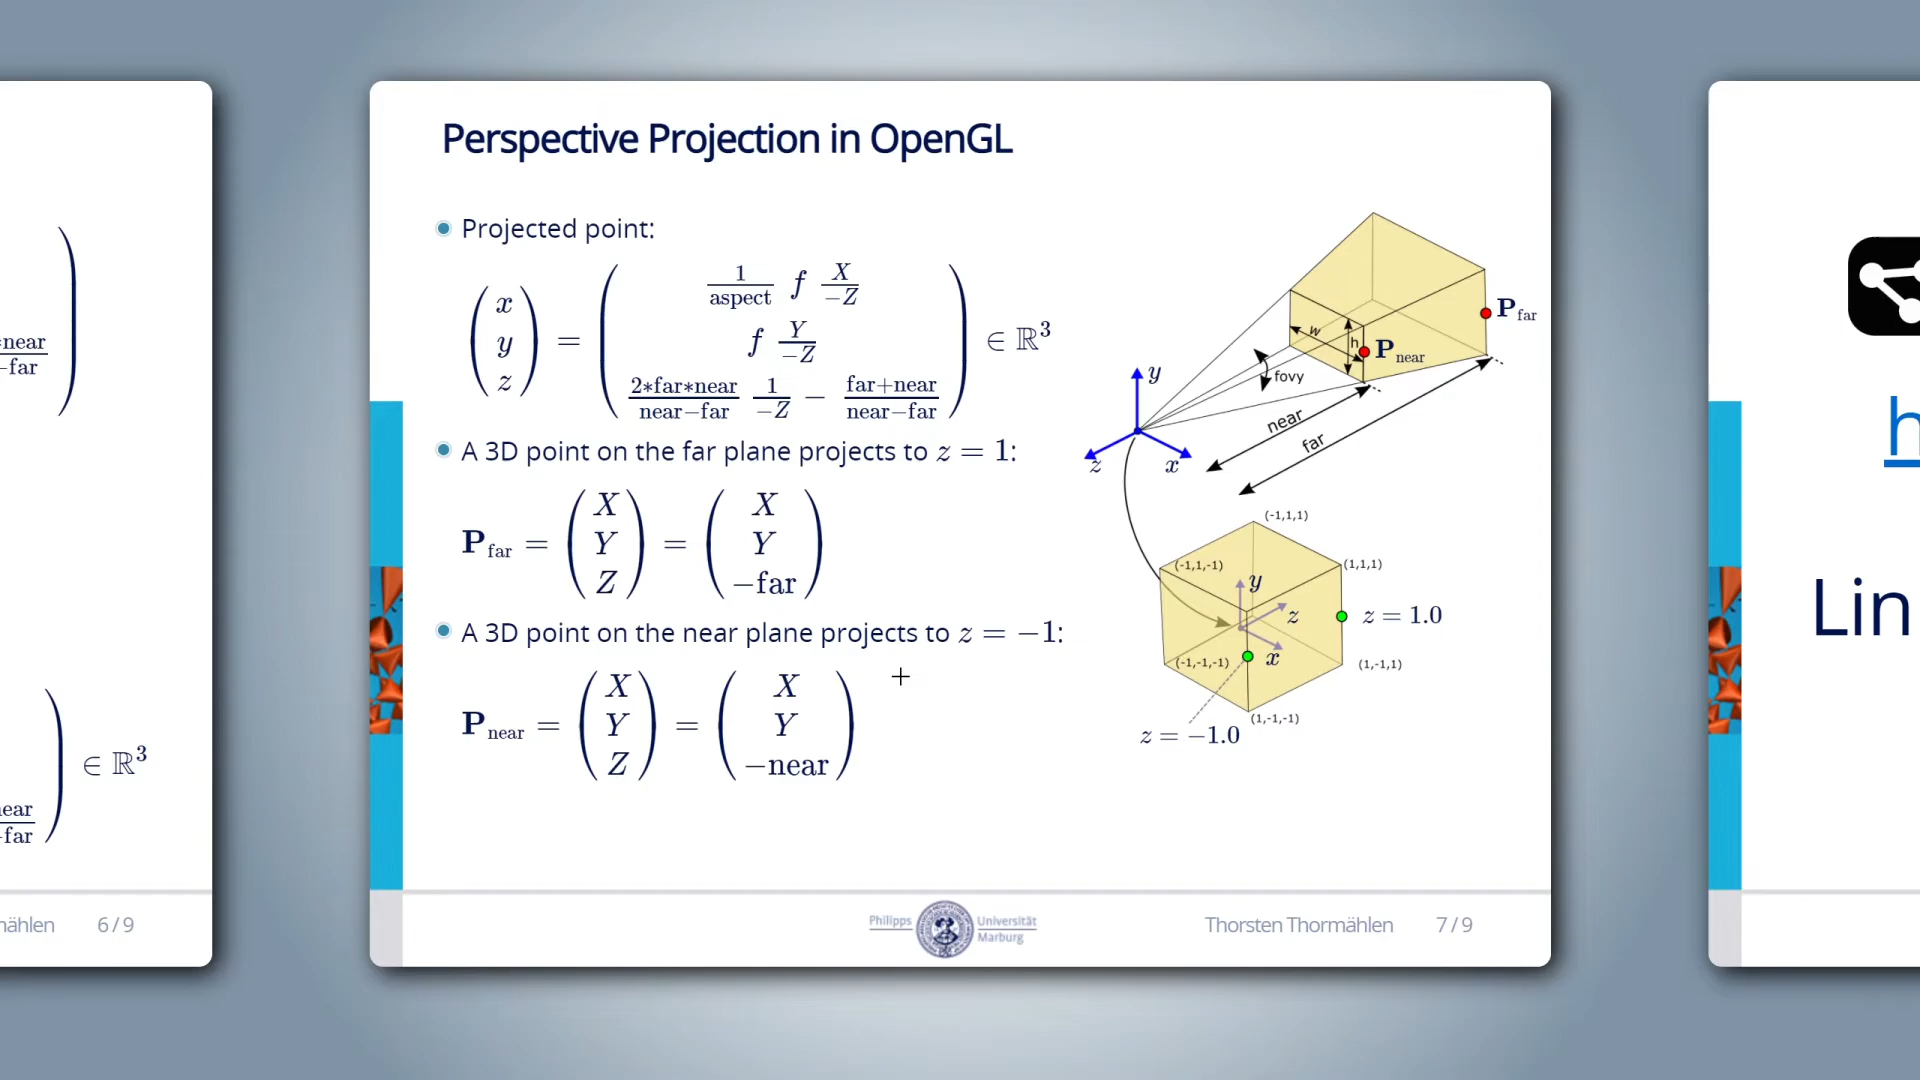 Perspective Projection in OpenGL
Projected point:
(x y z) = (1/aspect f X/−Z, f Y/−Z, 2∗far∗near/near−far 1/−Z − far+near/near−far) ∈ ℝ³
A 3D point on the far plane projects to z = 1:
P_far = (X Y Z) = (X Y −far)
A 3D point on the near plane projects to z = −1:
P_near = (X Y Z) = (X Y −near)
P_far
w
h
P_near
fovy
y
near
far
z
x
(-1,1,1)
(-1,1,-1)
(1,1,1)
y
z
z = 1.0
x
(-1,-1,-1)
(1,-1,1)
(1,-1,-1)
z = −1.0
Philipps Universität
Marburg
Thorsten Thormählen 7/9
near
far
∈ ℝ³
far
6/9
h
Lin